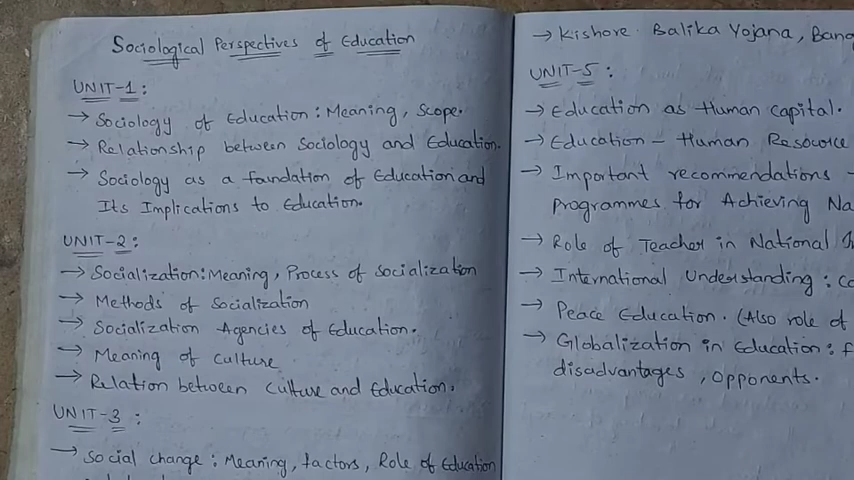 Sociological Perspectives of Education
UNIT-1:
→ Sociology of Education: Meaning, Scope.
→ Relationship between Sociology and Education.
→ Sociology as a foundation of Education and
Its Implications to Education.
UNIT-2:
→ Socialization: Meaning, Process of Socialization
→ Methods of Socialization
→ Socialization Agencies of Education.
→ Meaning of Culture
→ Relation between Culture and Education.
UNIT-3:
→ Social change: Meaning, factors, Role of Education
→ Kishore Balika Yojana,
UNIT-5:
→ Education as Human Capital.
→ Education - Human Resource
→ Important recommendations -
Programmes for Achieving Na
→ Role of Teacher in National
→ International Understanding:
→ Peace Education. (Also role of
→ Globalization in Education:
disadvantages, opponents.